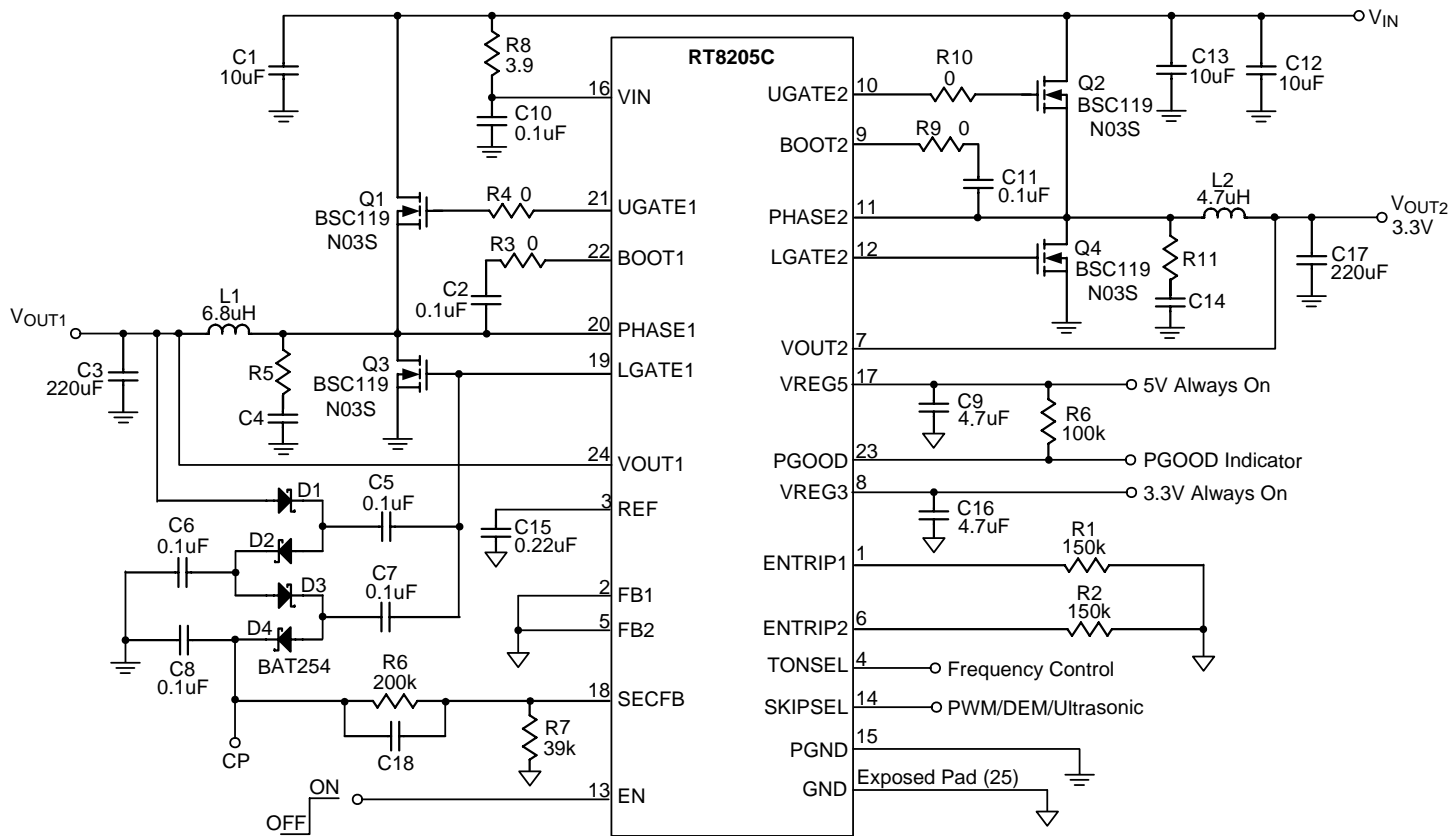 VIN
C1
10uF
R8
3.9
RT8205C
C13
10uF
C12
10uF
R10
0
Q2
BSC119
N03S
16 VIN
C10
0.1uF
UGATE2 10
R9 0
BOOT2 9
C11
0.1uF
L2
4.7uH
VOUT2
3.3V
Q1
BSC119
N03S
R4 0
21 UGATE1
PHASE2 11
R3 0
22 BOOT1
LGATE2 12
Q4
BSC119
N03S
R11
C14
C17
220uF
C2
0.1uF
L1
6.8uH
VOUT1
20 PHASE1
VOUT2 7
C3
220uF
R5
C4
Q3
BSC119
N03S
19 LGATE1
VREG5 17
5V Always On
C9
4.7uF
R6
100k
24 VOUT1
PGOOD 23
PGOOD Indicator
D1
C5
0.1uF
3 REF
VREG3 8
3.3V Always On
C15
0.22uF
C16
4.7uF
C6
0.1uF
D2
D3
C7
0.1uF
ENTRIP1 1
R1
150k
2 FB1
5 FB2
R2
150k
ENTRIP2 6
D4
BAT254
C8
0.1uF
TONSEL 4
Frequency Control
R6
200k
18 SECFB
SKIPSEL 14
PWM/DEM/Ultrasonic
C18
R7
39k
CP
PGND 15
GND Exposed Pad (25)
ON
OFF
13 EN